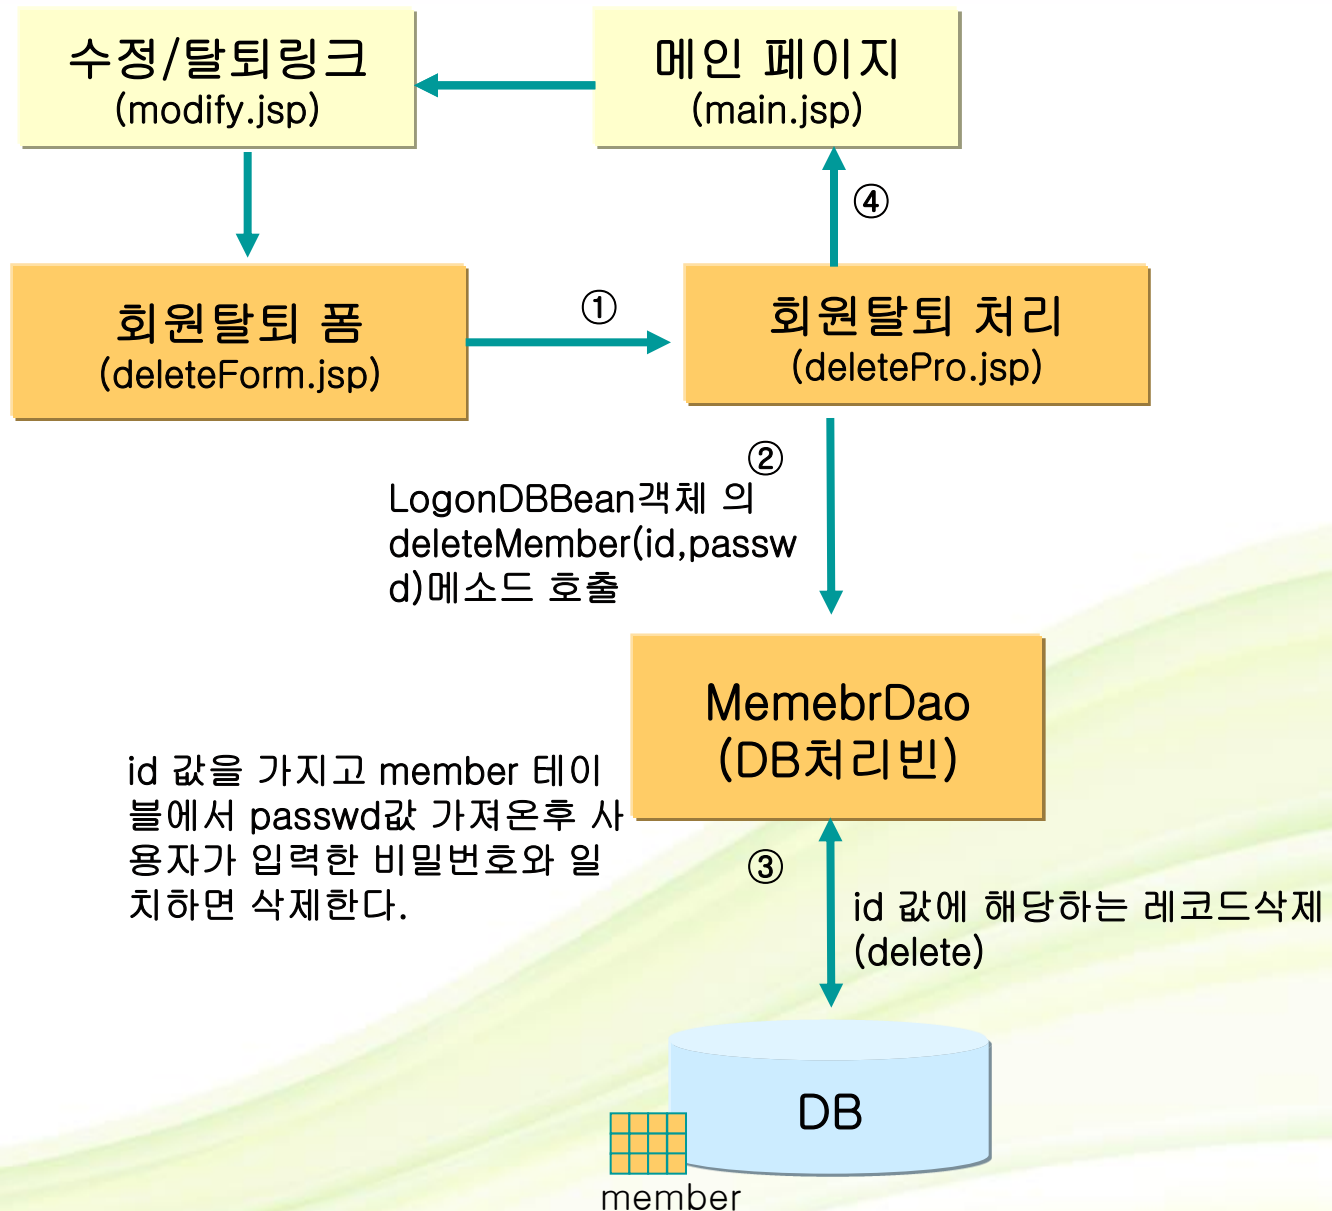 수정/탈퇴링크
(modify.jsp)
메인 페이지
(main.jsp)
④
회원탈퇴 폼
(deleteForm.jsp)
①
회원탈퇴 처리
(deletePro.jsp)
②
LogonDBBean객체 의
deleteMember(id,passw
d)메소드 호출
MemebrDao
(DB처리빈)
id 값을 가지고 member 테이
블에서 passwd값 가져온후 사
용자가 입력한 비밀번호와 일
치하면 삭제한다.
③
id 값에 해당하는 레코드삭제
(delete)
DB
member